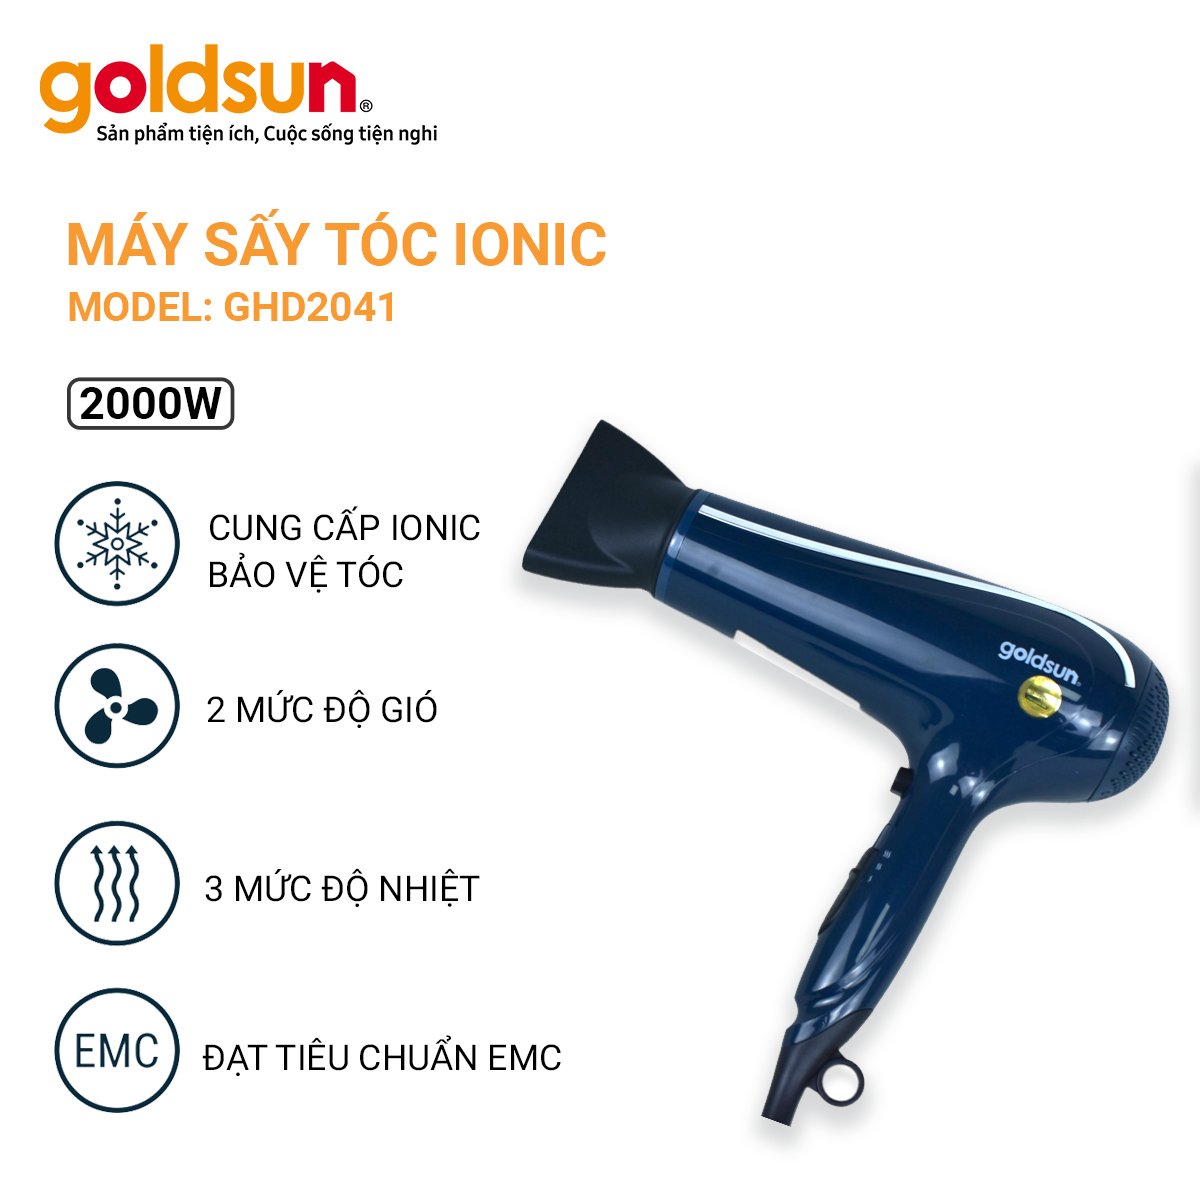 goldsun®
Sản phẩm tiện ích, Cuộc sống tiện nghi
MÁY SẤY TÓC IONIC
MODEL: GHD2041
2000W
CUNG CẤP IONIC
BẢO VỆ TÓC
2 MỨC ĐỘ GIÓ
3 MỨC ĐỘ NHIỆT
EMC
ĐẠT TIÊU CHUẨN EMC
goldsun